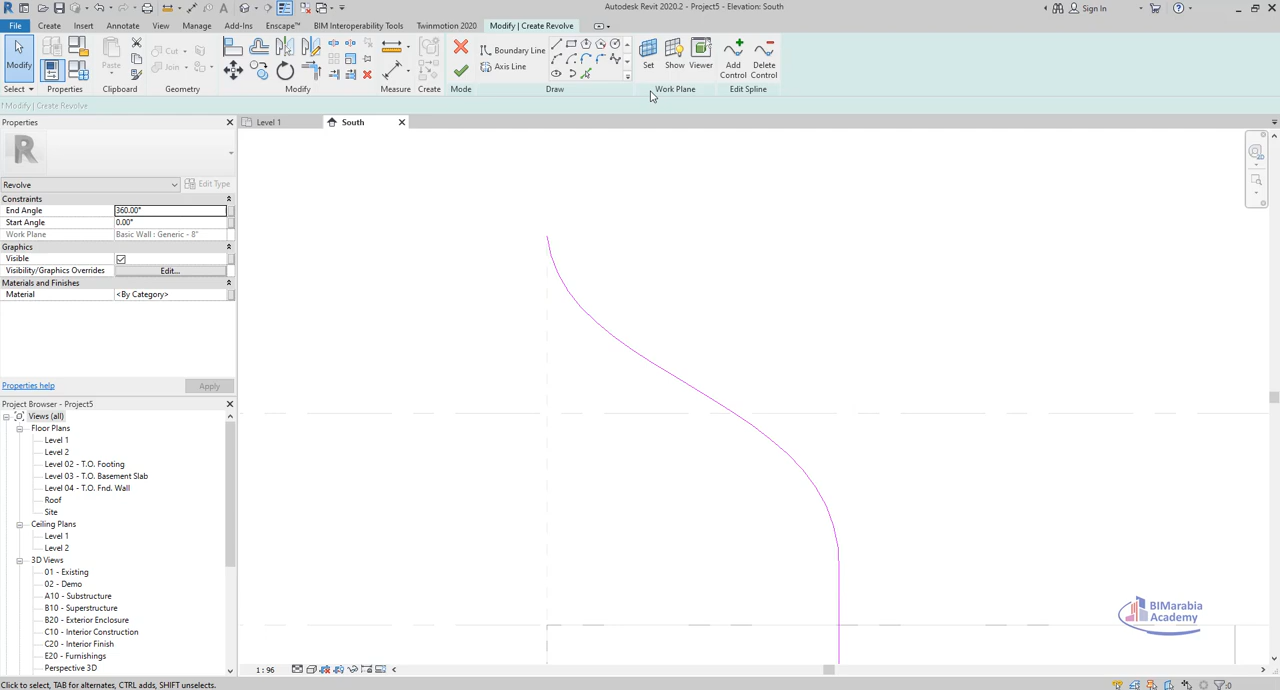 Autodesk Revit 2020.2 - Project5 - Elevation: South
Sign In
File Create Insert Annotate View Manage Add-Ins Enscape™ BIM Interoperability Tools Twinmotion 2020 Modify | Create Revolve
Modify
Paste
Cut
Join
Create
Boundary Line
Axis Line
Set Show Viewer
Add Control
Delete Control
Select Properties Clipboard Geometry Modify Measure Create Mode Draw Work Plane Edit Spline
Modify | Create Revolve
Properties
Level 1
South
Revolve
Edit Type
Constraints
End Angle 360.00°
Start Angle 0.00°
Work Plane Basic Wall : Generic - 8"
Graphics
Visible
Visibility/Graphics Overrides Edit...
Materials and Finishes
Material <By Category>
Properties help
Apply
Project Browser - Project5
Views (all)
Floor Plans
Level 1
Level 2
Level 02 - T.O. Footing
Level 03 - T.O. Basement Slab
Level 04 - T.O. Fnd. Wall
Roof
Site
Ceiling Plans
Level 1
Level 2
3D Views
01 - Existing
02 - Demo
A10 - Substructure
B10 - Superstructure
B20 - Exterior Enclosure
C10 - Interior Construction
C20 - Interior Finish
E20 - Furnishings
Perspective 3D
BIMarabia
Academy
1 : 96
Click to select, TAB for alternates, CTRL adds, SHIFT unselects.
:0